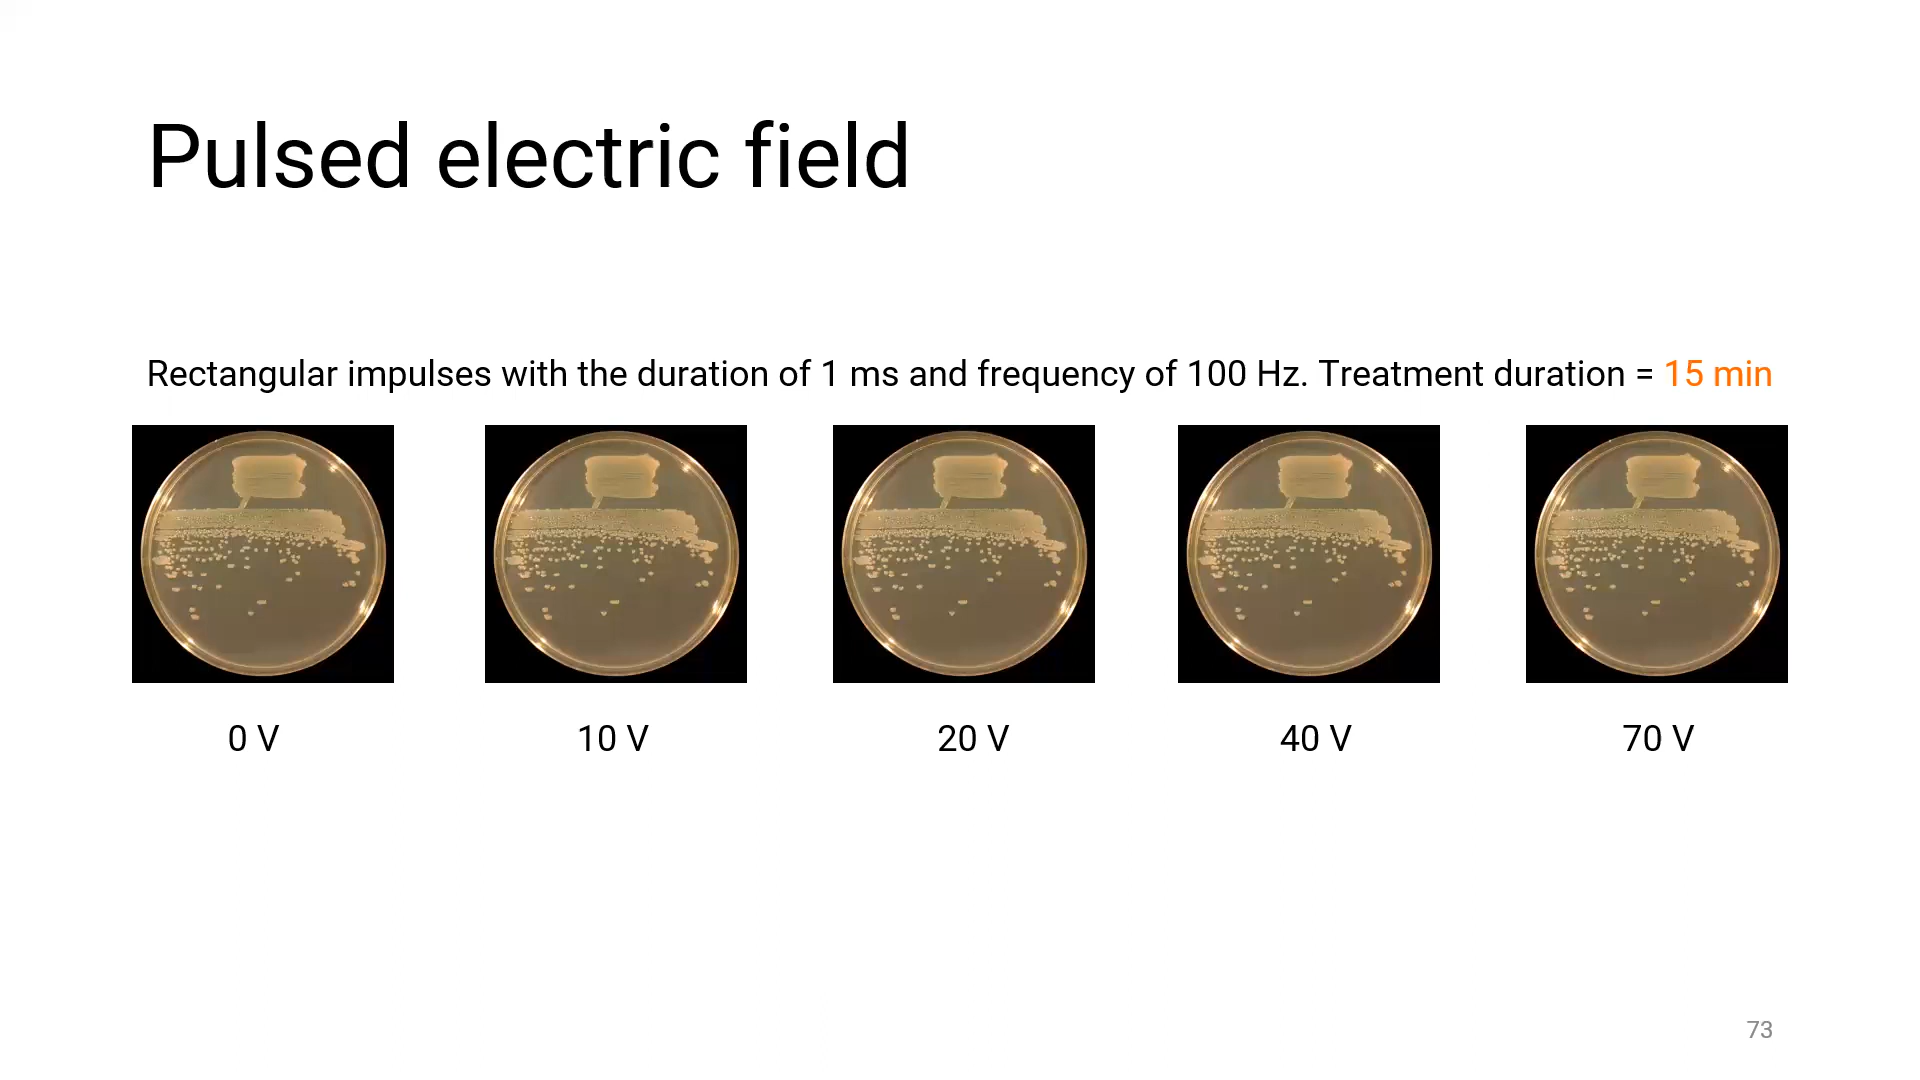 Pulsed electric field
Rectangular impulses with the duration of 1 ms and frequency of 100 Hz. Treatment duration = 15 min
0 V
10 V
20 V
40 V
70 V
73